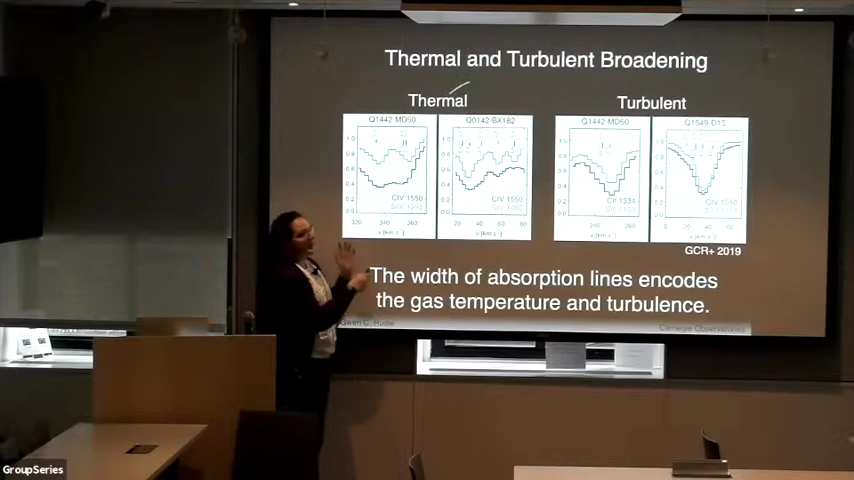 Thermal and Turbulent Broadening
Thermal
Turbulent
Q1442-MD50
Q0142-BX182
Q1442-MD50
Q1549-D15
CIV 1550
CIV 1550
CII 1334
CIV 1550
GCR+ 2019
The width of absorption lines encodes
the gas temperature and turbulence.
Gwen C. Rudie
Carnegie Observatories
GroupSeries